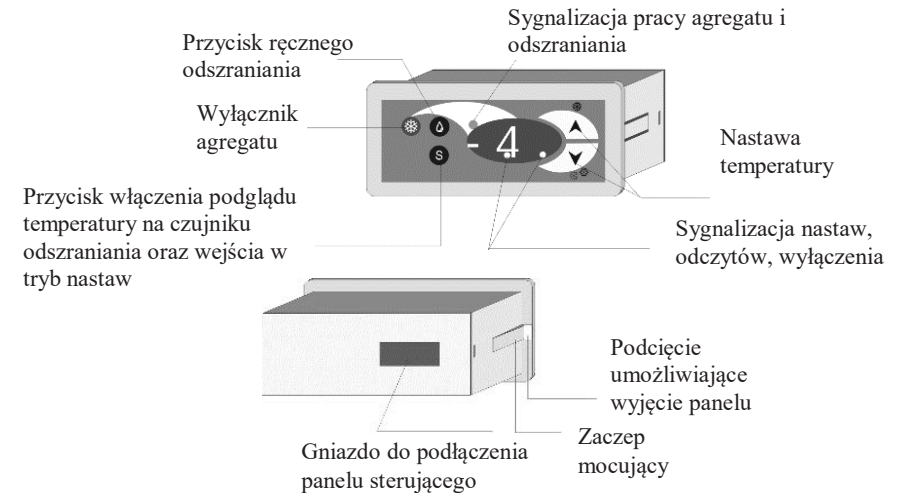 Sygnalizacja pracy agregatu i
odszraniania
Przycisk ręcznego
odszraniania
Wyłącznik
agregatu
- 4
S
Nastawa
temperatury
Przycisk włączenia podglądu
temperatury na czujniku
odszraniania oraz wejścia w
tryb nastaw
Sygnalizacja nastaw,
odczytów, wyłączenia
Podcięcie
umożliwiające
wyjęcie panelu
Zaczep
mocujący
Gniazdo do podłączenia
panelu sterującego